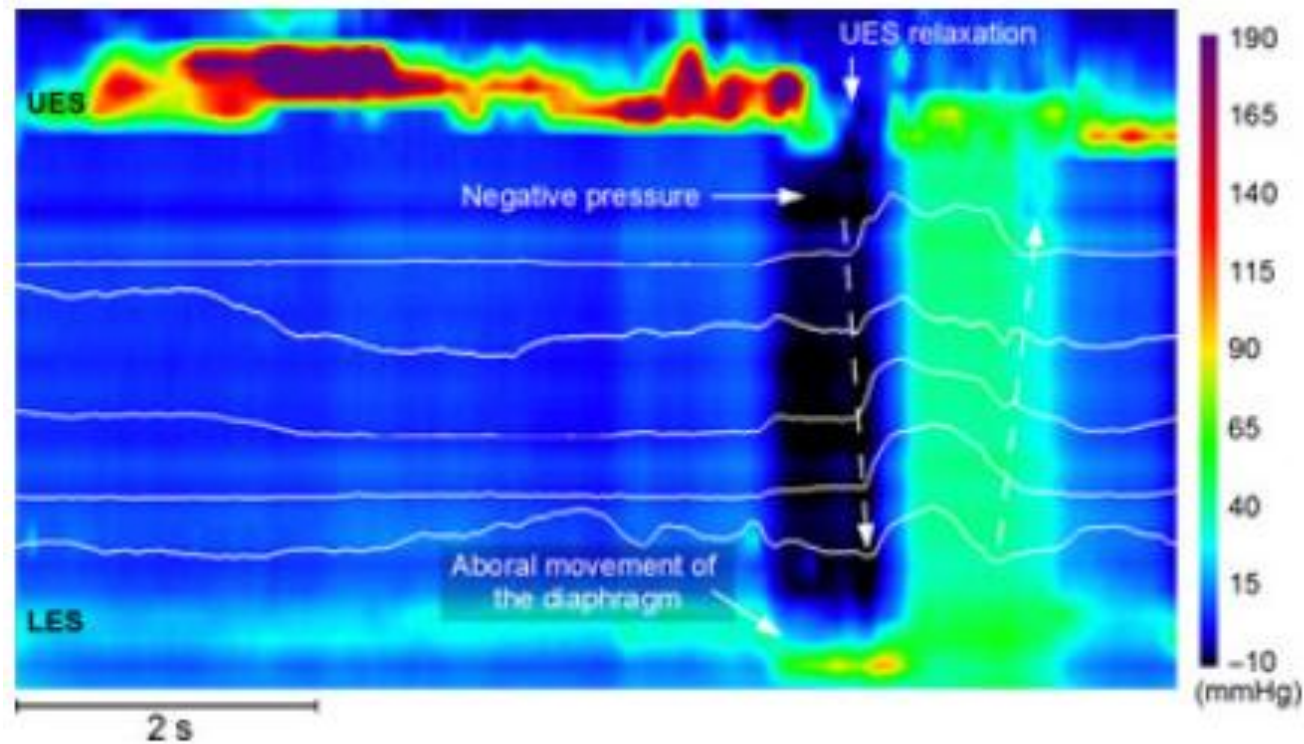 UES relaxation
UES
Negative pressure
Aboral movement of
the diaphragm
LES
2 s
190
165
140
115
90
65
40
15
–10
(mmHg)